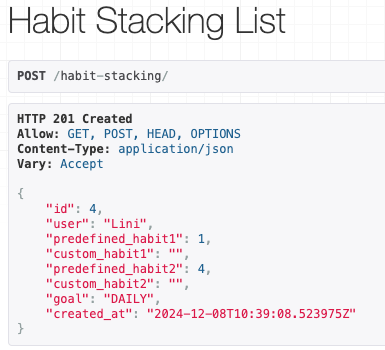 Habit Stacking List
POST /habit-stacking/
HTTP 201 Created
Allow: GET, POST, HEAD, OPTIONS
Content-Type: application/json
Vary: Accept
{
    "id": 4,
    "user": "Lini",
    "predefined_habit1": 1,
    "custom_habit1": "",
    "predefined_habit2": 4,
    "custom_habit2": "",
    "goal": "DAILY",
    "created_at": "2024-12-08T10:39:08.523975Z"
}